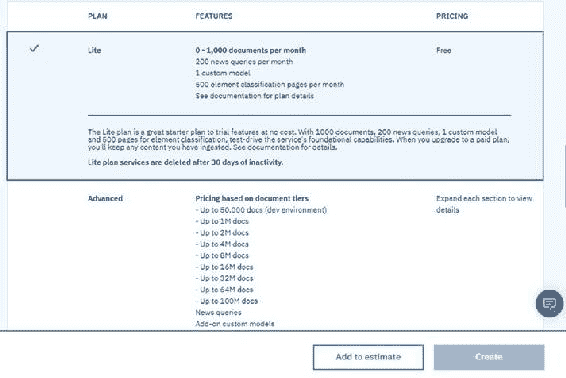 PLAN FEATURES PRICING
Lite 0 - 1,000 documents per month Free
200 news queries per month
1 custom model
500 element classification pages per month
See documentation for plan details
The Lite plan is a great starter plan to trial features at no cost. With 1000 documents, 200 news queries, 1 custom model
and 500 pages for element classification, test-drive the service's foundational capabilities. When you upgrade to a paid plan,
you'll keep any content you have ingested. See documentation for details.
Lite plan services are deleted after 30 days of inactivity.
Advanced Pricing based on document tiers Expand each section to view
- Up to 50,000 docs (dev environment) details
- Up to 1M docs
- Up to 2M docs
- Up to 4M docs
- Up to 8M docs
- Up to 16M docs
- Up to 32M docs
- Up to 64M docs
- Up to 100M docs
News queries
Add-on custom models
Add to estimate Create